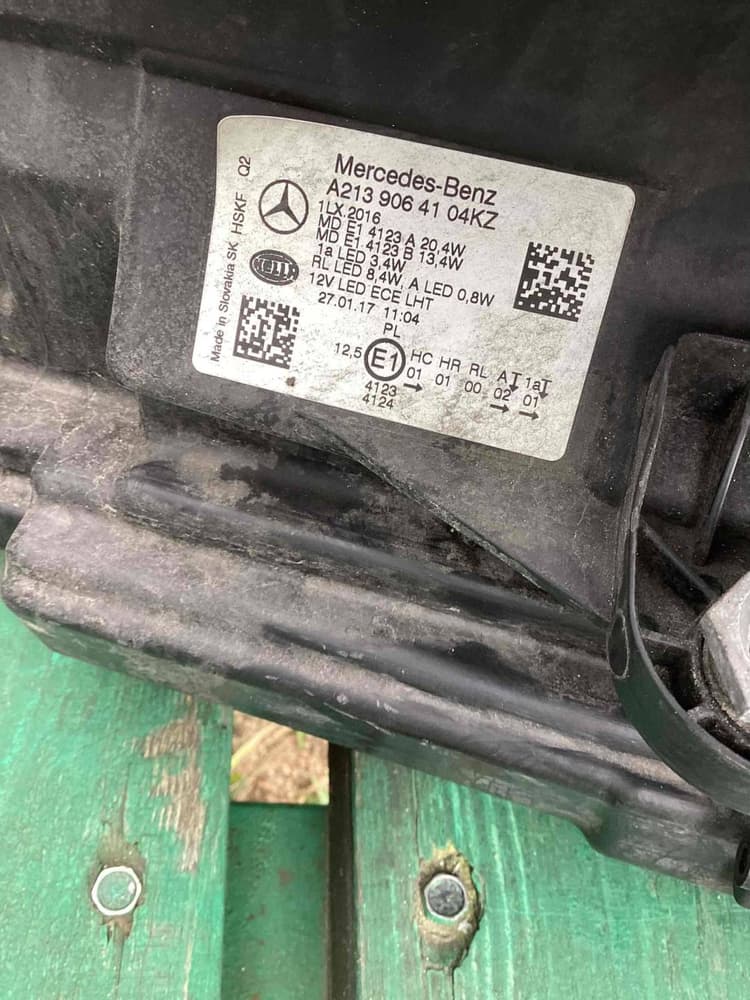 Mercedes-Benz
A213 906 41 04KZ
1LX.2016
MD E1 4123 A 20,4W
MD E1 4123 B 13,4W
1a LED 3,4W
RL LED 8,4W, A LED 0,8W
12V LED ECE LHT
27.01.17 11:04
PL
12,5 E1 HC HR RL A 1a
01 01 00 02 01
4123
4124
Made in Slovakia SK HSKF Q2
HELLA